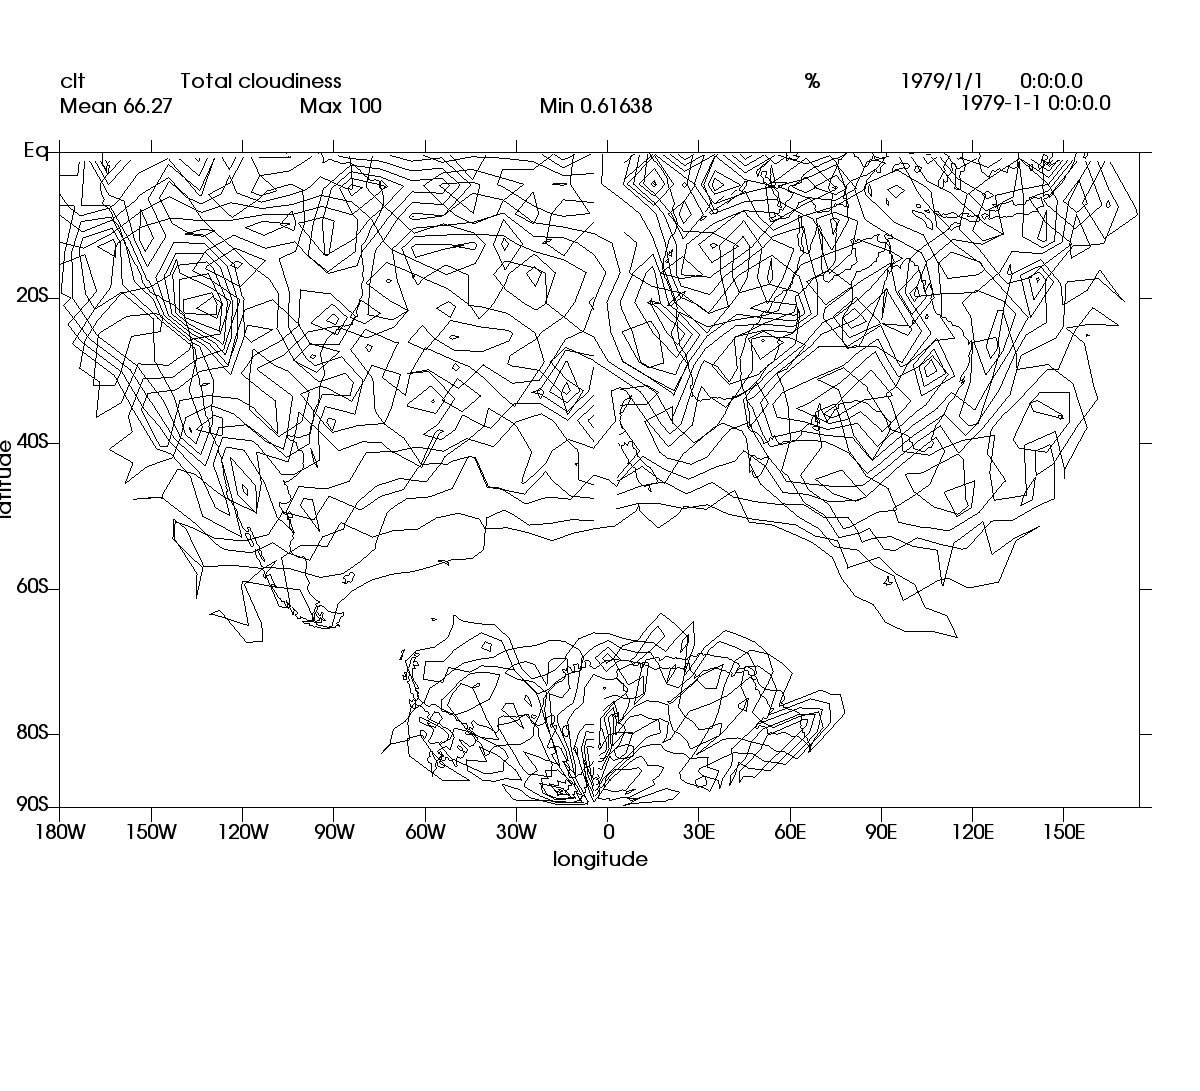 clt Total cloudiness % 1979/1/1 0:0:0.0
Mean 66.27 Max 100 Min 0.61638 1979-1-1 0:0:0.0
Eq
20S
40S
latitude
60S
80S
90S
180W 150W 120W 90W 60W 30W 0 30E 60E 90E 120E 150E
longitude